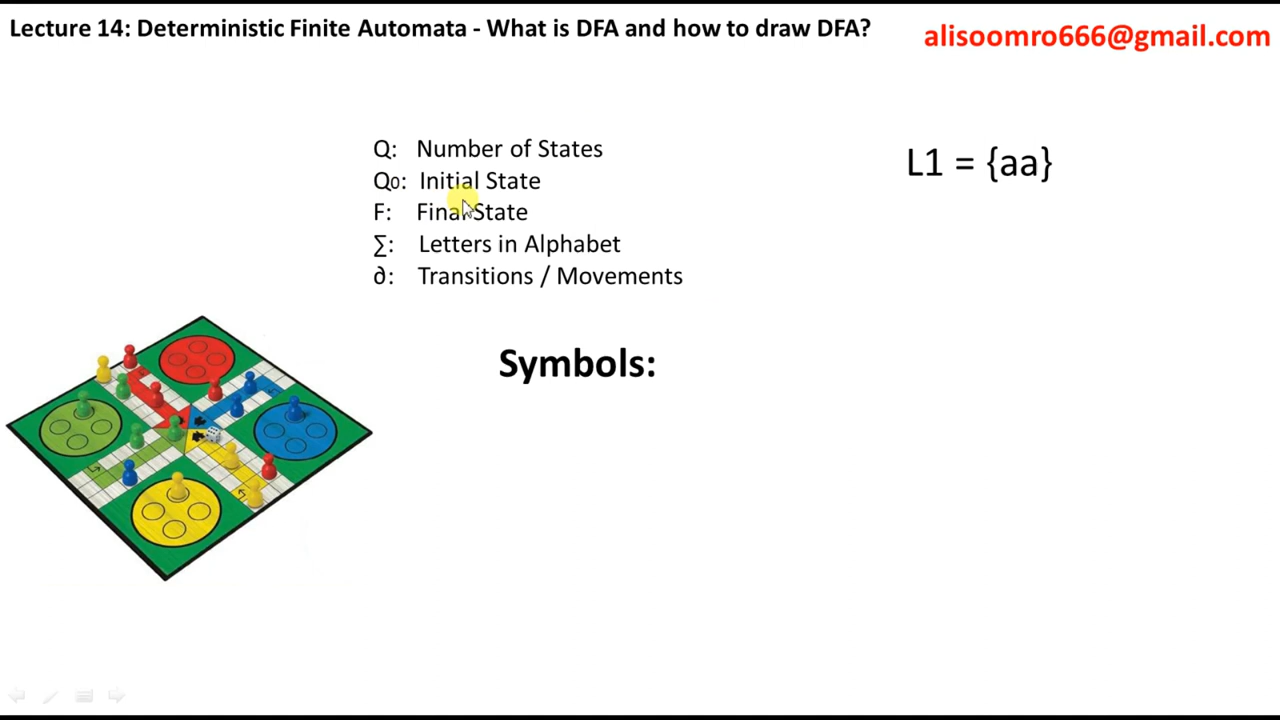 Lecture 14: Deterministic Finite Automata - What is DFA and how to draw DFA?
alisoomro666@gmail.com
Q: Number of States
Q0: Initial State
F: Final State
∑: Letters in Alphabet
∂: Transitions / Movements
L1 = {aa}
Symbols: